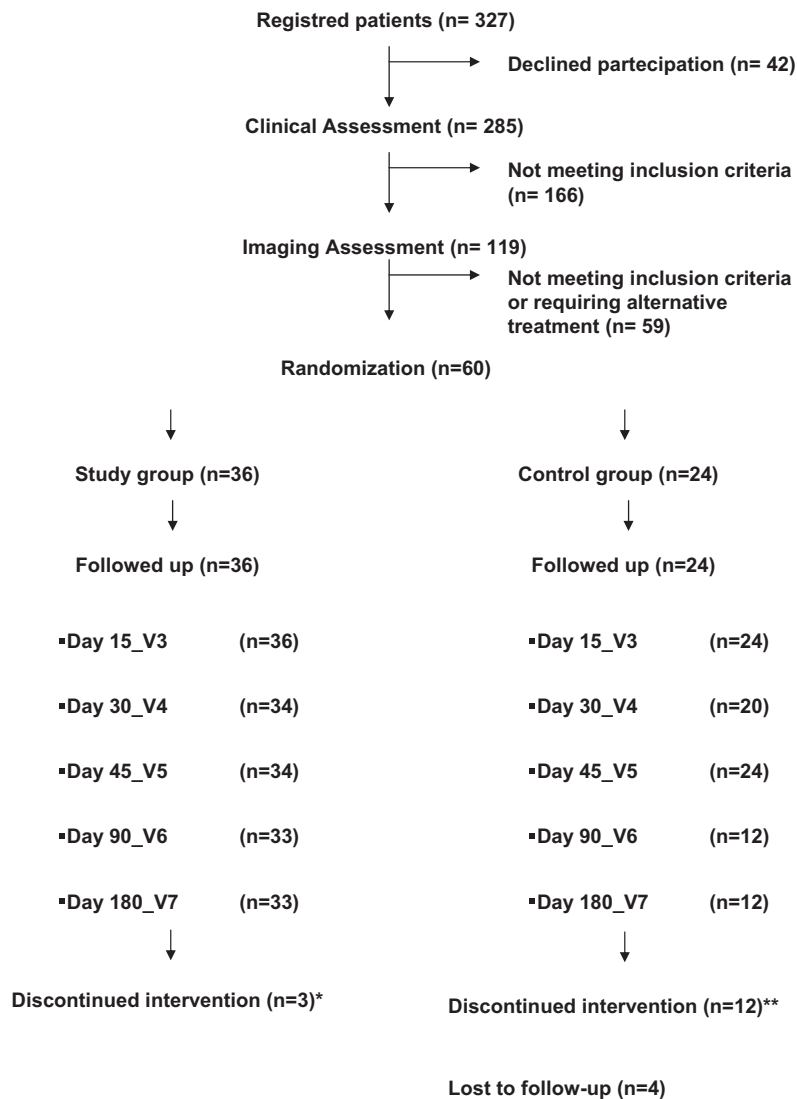 Registred patients (n= 327)
Declined partecipation (n= 42)
Clinical Assessment (n= 285)
Not meeting inclusion criteria
(n= 166)
Imaging Assessment (n= 119)
Not meeting inclusion criteria
or requiring alternative
treatment (n= 59)
Randomization (n=60)
Study group (n=36)
Followed up (n=36)
▪Day 15_V3 (n=36)
▪Day 30_V4 (n=34)
▪Day 45_V5 (n=34)
▪Day 90_V6 (n=33)
▪Day 180_V7 (n=33)
Discontinued intervention (n=3)*
Control group (n=24)
Followed up (n=24)
▪Day 15_V3 (n=24)
▪Day 30_V4 (n=20)
▪Day 45_V5 (n=24)
▪Day 90_V6 (n=12)
▪Day 180_V7 (n=12)
Discontinued intervention (n=12)**
Lost to follow-up (n=4)